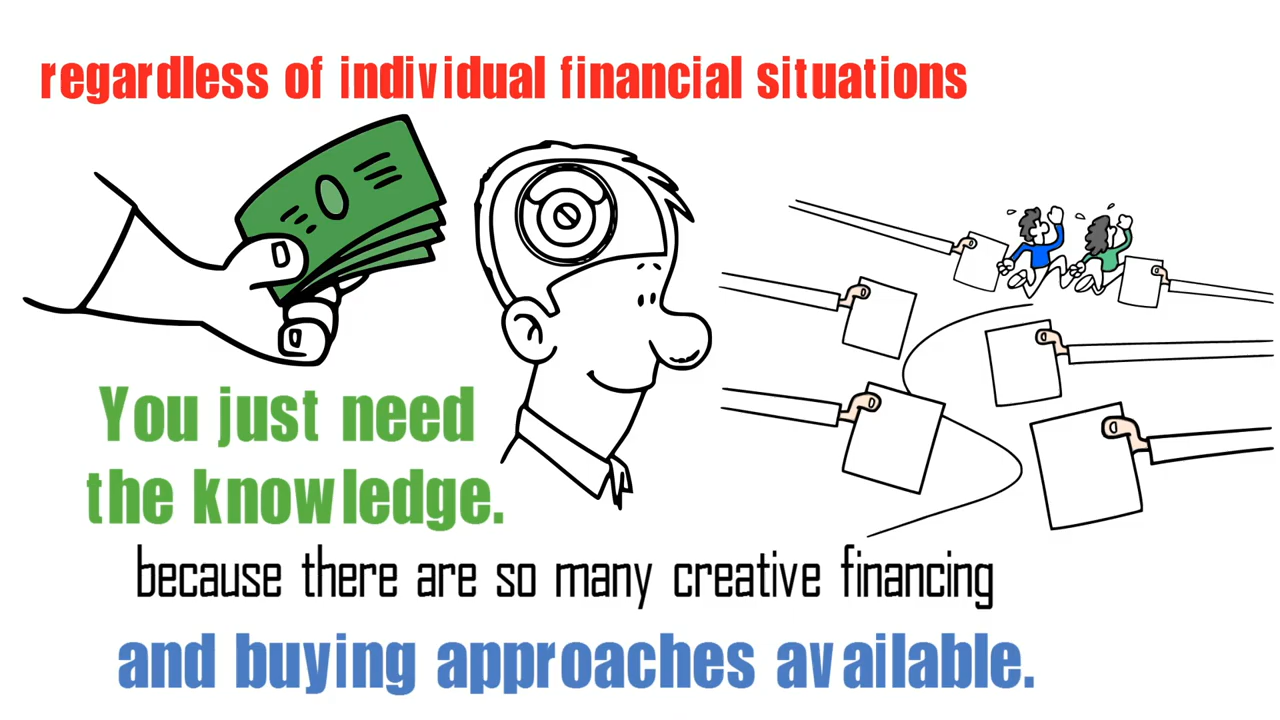 regardless of individual financial situations
You just need
the knowledge.
because there are so many creative financing
and buying approaches available.